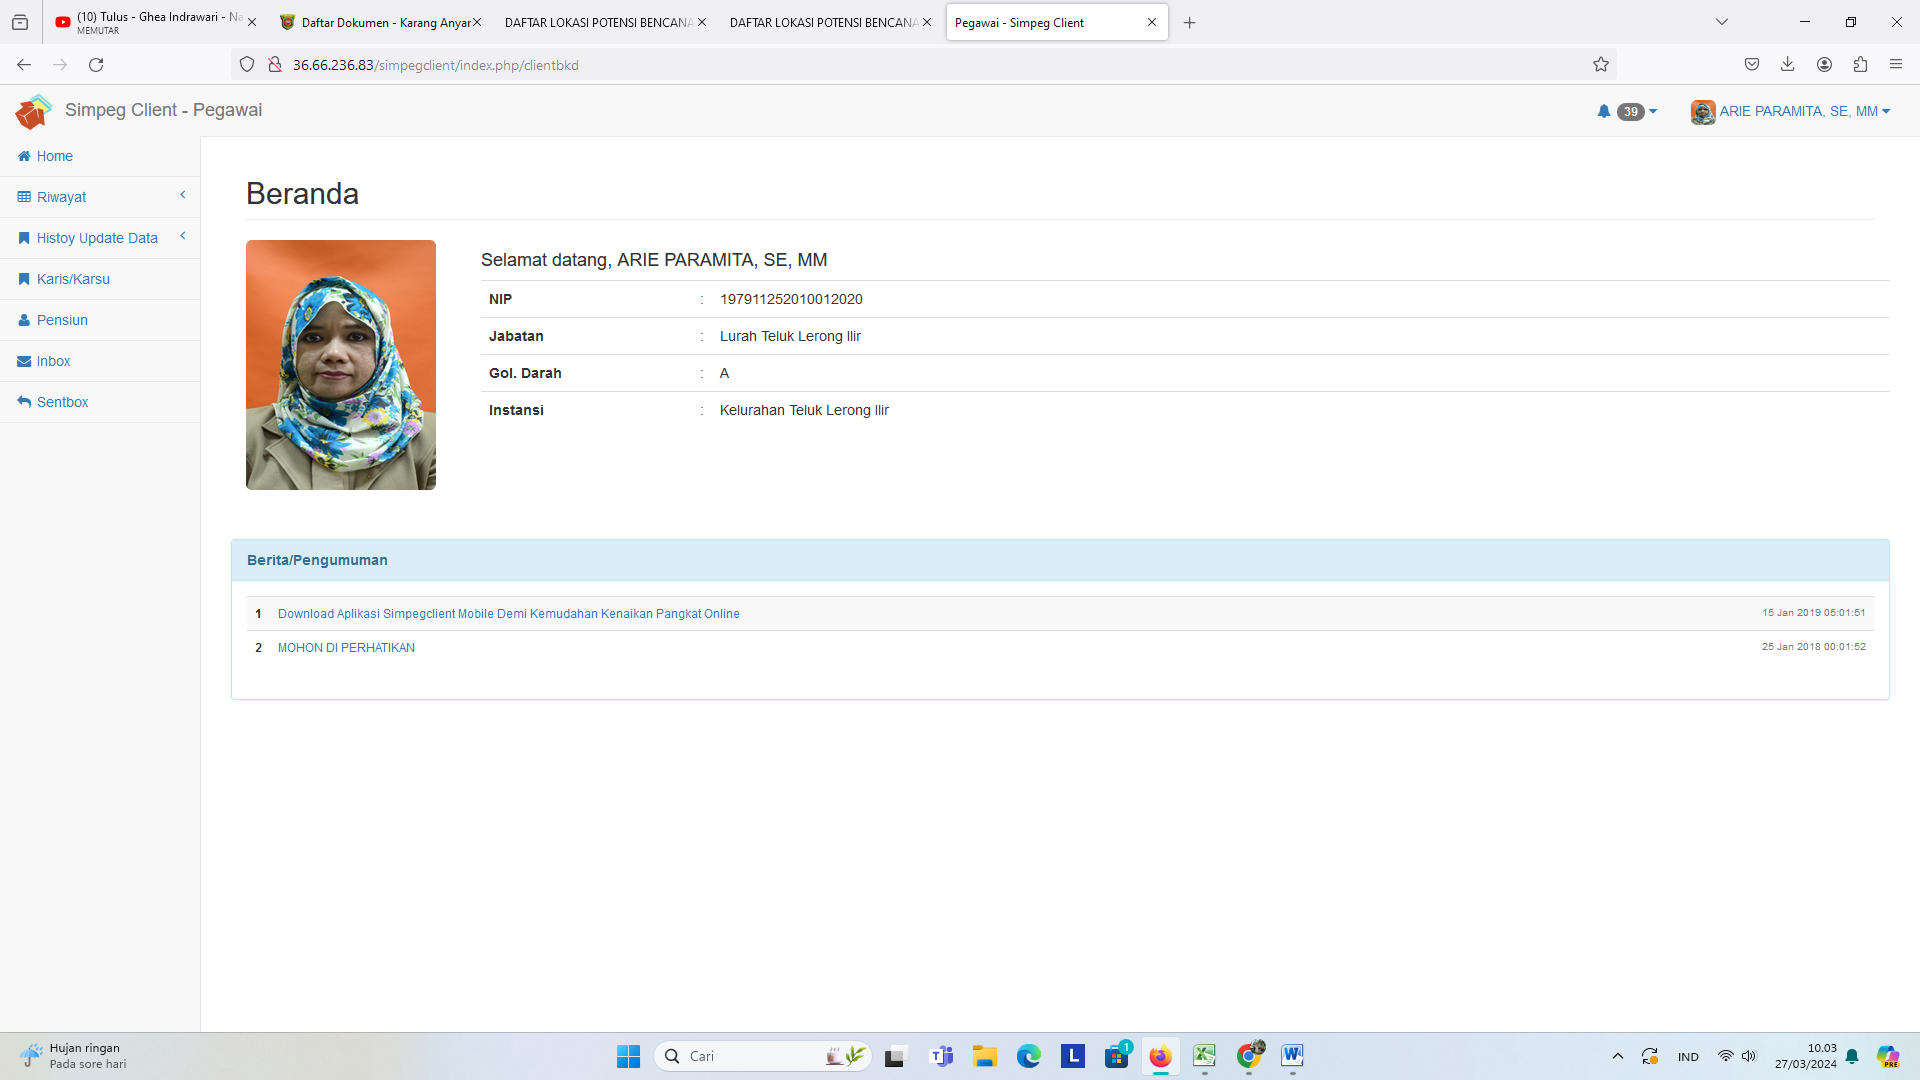 (10) Tulus - Ghea Indrawari - Na
MEMUTAR
Daftar Dokumen - Karang Anyar
DAFTAR LOKASI POTENSI BENCANA
DAFTAR LOKASI POTENSI BENCANA
Pegawai - Simpeg Client
36.66.236.83/simpegclient/index.php/clientbkd
Simpeg Client - Pegawai
39
ARIE PARAMITA, SE, MM
Home
Riwayat
Histoy Update Data
Karis/Karsu
Pensiun
Inbox
Sentbox
Beranda
Selamat datang, ARIE PARAMITA, SE, MM
NIP : 197911252010012020
Jabatan : Lurah Teluk Lerong Ilir
Gol. Darah : A
Instansi : Kelurahan Teluk Lerong Ilir
Berita/Pengumuman
1 Download Aplikasi Simpegclient Mobile Demi Kemudahan Kenaikan Pangkat Online 15 Jan 2019 05:01:51
2 MOHON DI PERHATIKAN 25 Jan 2018 00:01:52
Hujan ringan
Pada sore hari
Cari
L
1
IND
10.03
27/03/2024
PRE